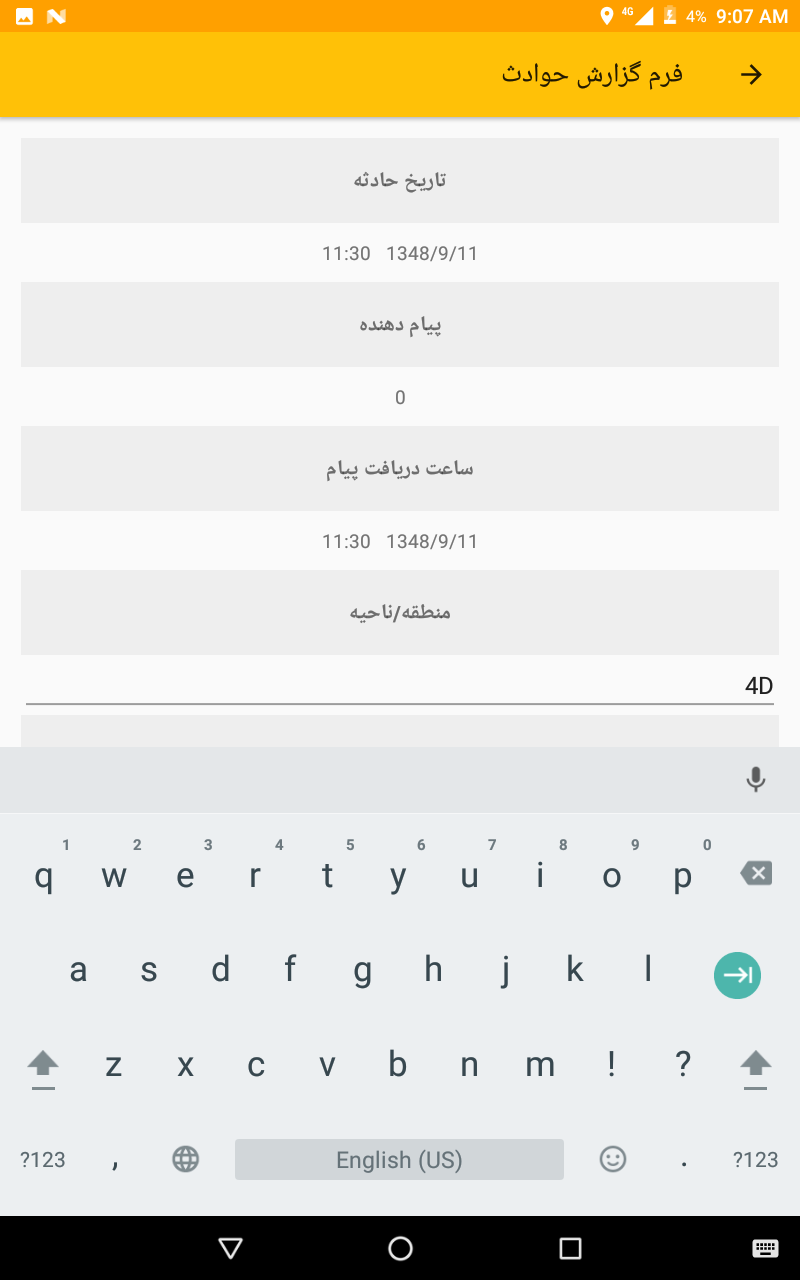 4G 4% 9:07 AM
فرم گزارش حوادث
تاریخ حادثه
11:30 1348/9/11
پیام دهنده
0
ساعت دریافت پیام
11:30 1348/9/11
منطقه/ناحیه
4D
1 2 3 4 5 6 7 8 9 0
q w e r t y u i o p
a s d f g h j k l
z x c v b n m ! ?
?123 , English (US) . ?123